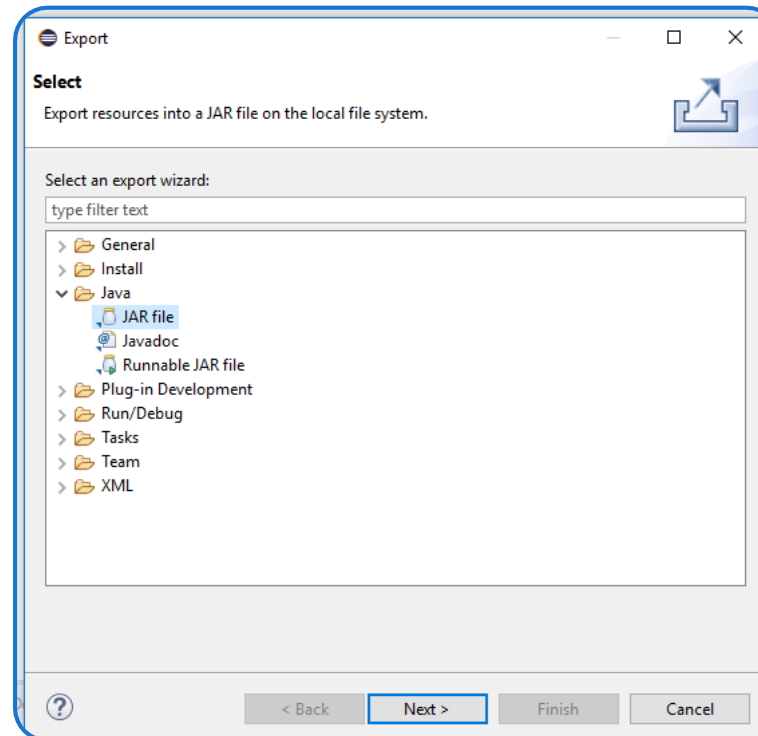 Export
Select
Export resources into a JAR file on the local file system.
Select an export wizard:
type filter text
General
Install
Java
JAR file
Javadoc
Runnable JAR file
Plug-in Development
Run/Debug
Tasks
Team
XML
< Back Next > Finish Cancel